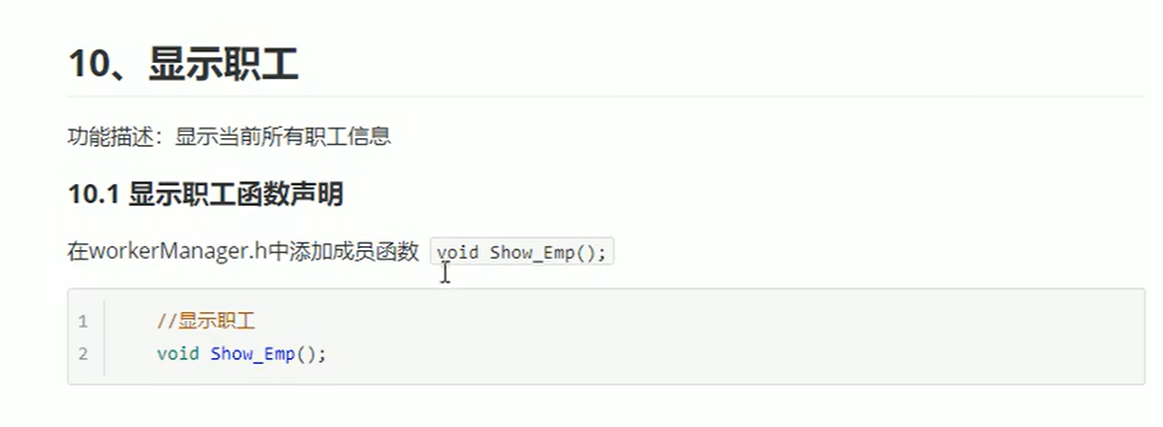 10、显示职工
功能描述：显示当前所有职工信息
10.1 显示职工函数声明
在workerManager.h中添加成员函数 void Show_Emp();
1 //显示职工
2 void Show_Emp();